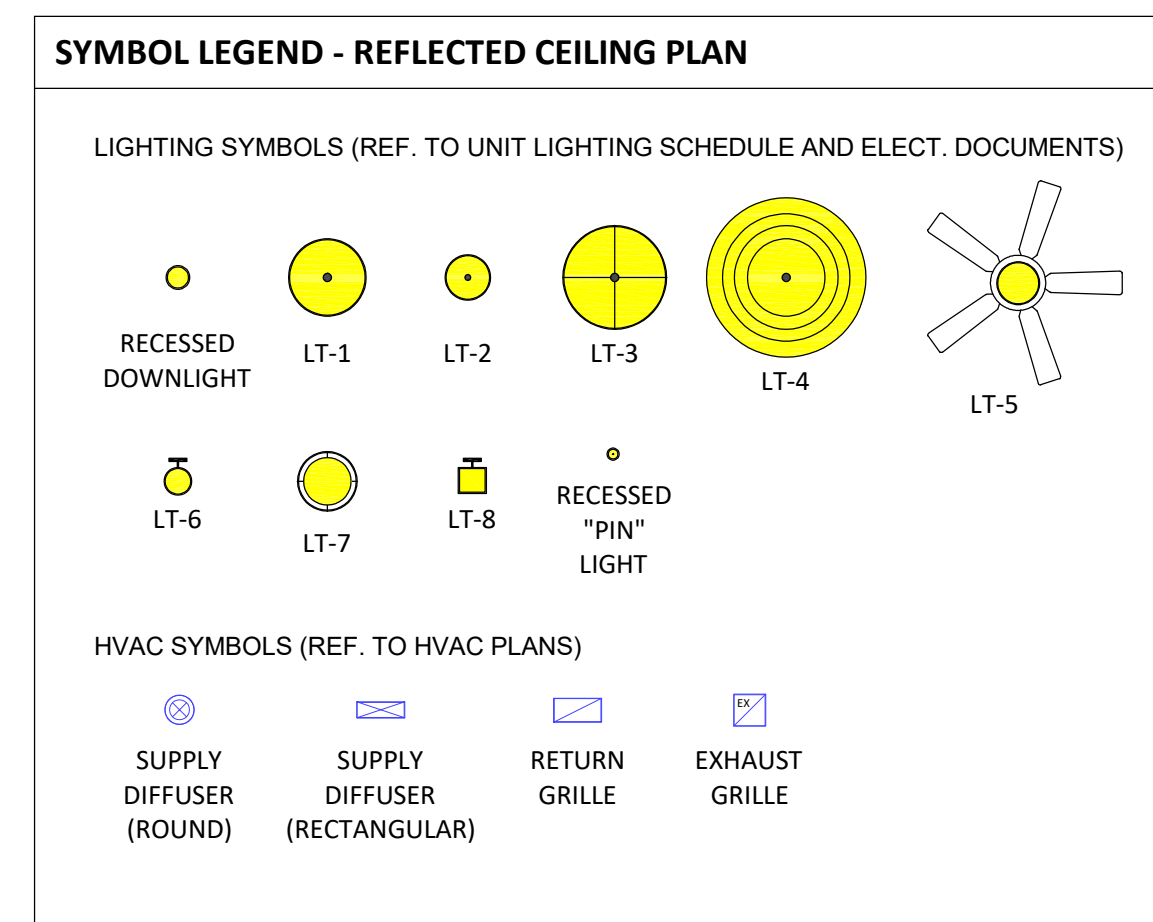 SYMBOL LEGEND - REFLECTED CEILING PLAN
LIGHTING SYMBOLS (REF. TO UNIT LIGHTING SCHEDULE AND ELECT. DOCUMENTS)
RECESSED
DOWNLIGHT
LT-1
LT-2
LT-3
LT-4
LT-5
LT-6
LT-7
LT-8
RECESSED
"PIN"
LIGHT
HVAC SYMBOLS (REF. TO HVAC PLANS)
SUPPLY
DIFFUSER
(ROUND)
SUPPLY
DIFFUSER
(RECTANGULAR)
RETURN
GRILLE
EX
EXHAUST
GRILLE